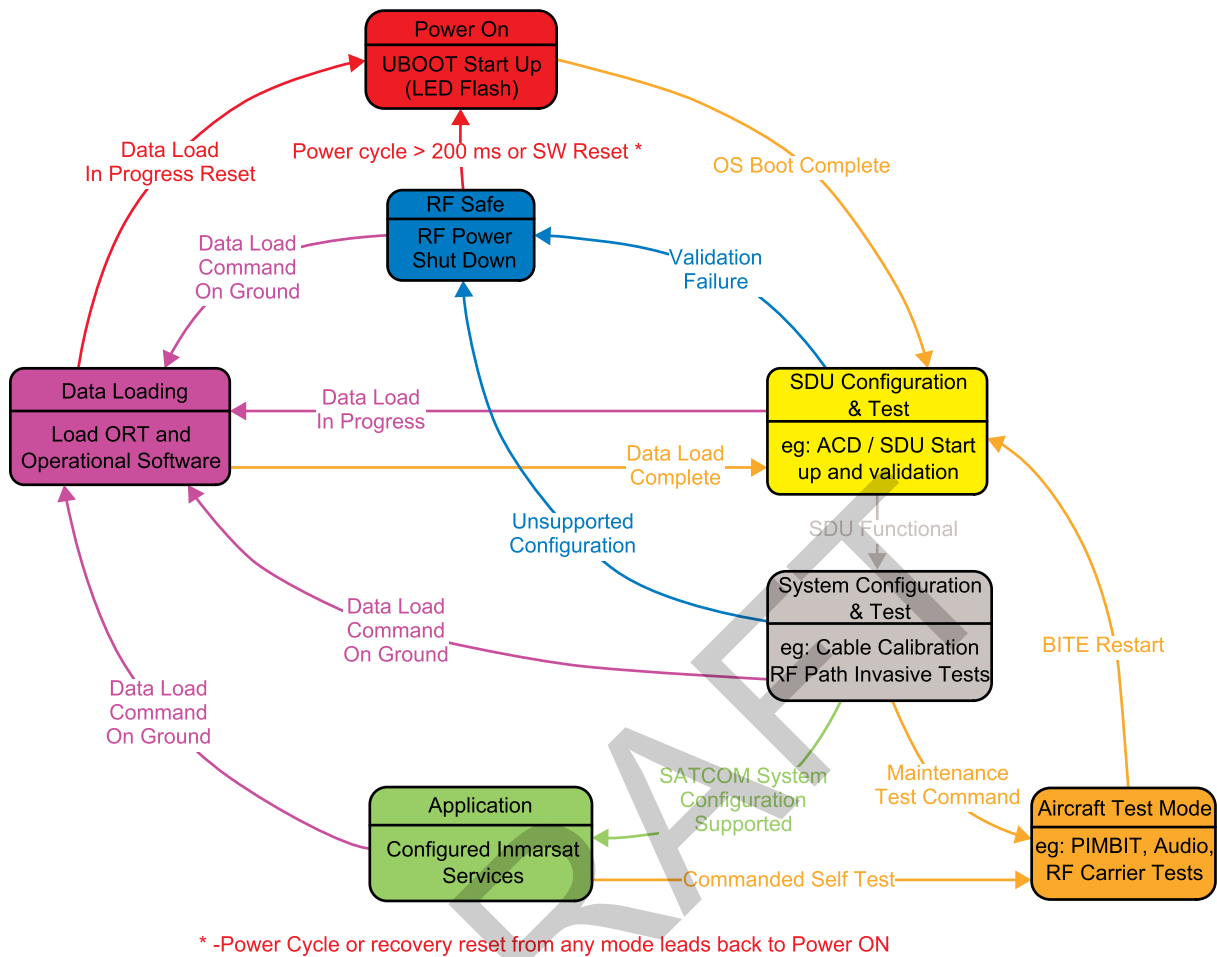 Power On
UBOOT Start Up
(LED Flash)
Data Load
In Progress Reset
Power cycle > 200 ms or SW Reset *
OS Boot Complete
RF Safe
RF Power
Shut Down
Data Load
Command
On Ground
Validation
Failure
Data Loading
Load ORT and
Operational Software
Data Load
In Progress
Data Load
Complete
SDU Configuration
& Test
eg: ACD / SDU Start
up and validation
SDU Functional
Unsupported
Configuration
System Configuration
& Test
eg: Cable Calibration
RF Path Invasive Tests
Data Load
Command
On Ground
BITE Restart
Data Load
Command
On Ground
SATCOM System
Configuration
Supported
Maintenance
Test Command
Application
Configured Inmarsat
Services
Commanded Self Test
Aircraft Test Mode
eg: PIMBIT, Audio,
RF Carrier Tests
* -Power Cycle or recovery reset from any mode leads back to Power ON
RAFT